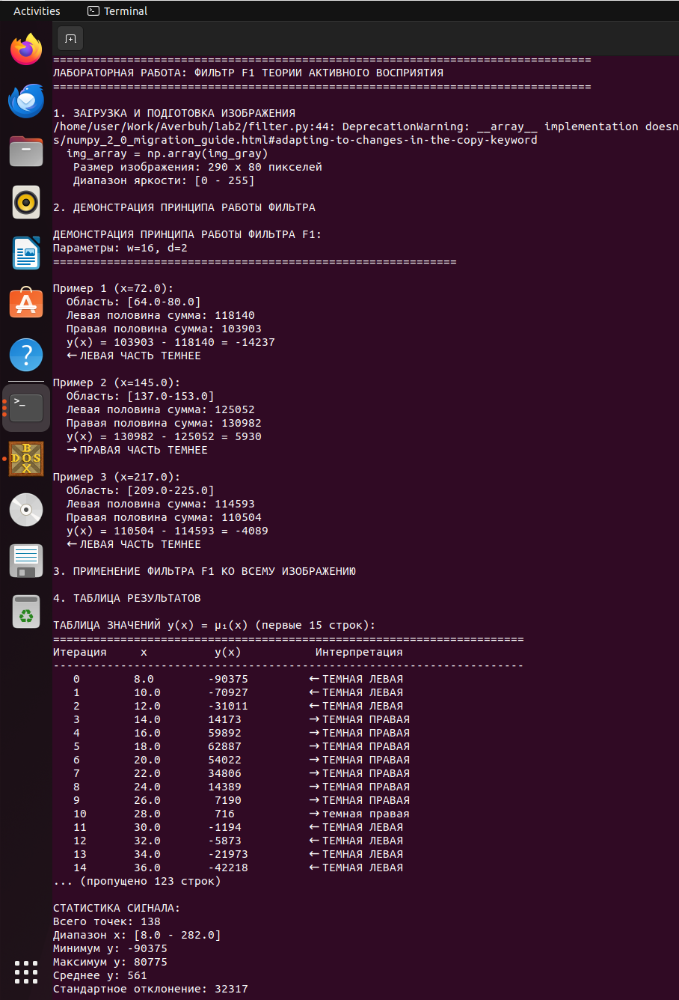 Activities Terminal
================================================================================
ЛАБОРАТОРНАЯ РАБОТА: ФИЛЬТР F1 ТЕОРИИ АКТИВНОГО ВОСПРИЯТИЯ
================================================================================
1. ЗАГРУЗКА И ПОДГОТОВКА ИЗОБРАЖЕНИЯ
/home/user/Work/Averbuh/lab2/filter.py:44: DeprecationWarning: __array__ implementation doesn
s/numpy_2_0_migration_guide.html#adapting-to-changes-in-the-copy-keyword
img_array = np.array(img_gray)
Размер изображения: 290 x 80 пикселей
Диапазон яркости: [0 - 255]
2. ДЕМОНСТРАЦИЯ ПРИНЦИПА РАБОТЫ ФИЛЬТРА
ДЕМОНСТРАЦИЯ ПРИНЦИПА РАБОТЫ ФИЛЬТРА F1:
Параметры: w=16, d=2
============================================================
Пример 1 (x=72.0):
Область: [64.0-80.0]
Левая половина сумма: 118140
Правая половина сумма: 103903
y(x) = 103903 - 118140 = -14237
← ЛЕВАЯ ЧАСТЬ ТЕМНЕЕ
Пример 2 (x=145.0):
Область: [137.0-153.0]
Левая половина сумма: 125052
Правая половина сумма: 130982
y(x) = 130982 - 125052 = 5930
→ ПРАВАЯ ЧАСТЬ ТЕМНЕЕ
Пример 3 (x=217.0):
Область: [209.0-225.0]
Левая половина сумма: 114593
Правая половина сумма: 110504
y(x) = 110504 - 114593 = -4089
← ЛЕВАЯ ЧАСТЬ ТЕМНЕЕ
3. ПРИМЕНЕНИЕ ФИЛЬТРА F1 КО ВСЕМУ ИЗОБРАЖЕНИЮ
4. ТАБЛИЦА РЕЗУЛЬТАТОВ
ТАБЛИЦА ЗНАЧЕНИЙ y(x) = μ₁(x) (первые 15 строк):
======================================================================
Итерация x y(x) Интерпретация
----------------------------------------------------------------------
0 8.0 -90375 ← ТЕМНАЯ ЛЕВАЯ
1 10.0 -70927 ← ТЕМНАЯ ЛЕВАЯ
2 12.0 -31011 ← ТЕМНАЯ ЛЕВАЯ
3 14.0 14173 → ТЕМНАЯ ПРАВАЯ
4 16.0 59892 → ТЕМНАЯ ПРАВАЯ
5 18.0 62887 → ТЕМНАЯ ПРАВАЯ
6 20.0 54022 → ТЕМНАЯ ПРАВАЯ
7 22.0 34806 → ТЕМНАЯ ПРАВАЯ
8 24.0 14389 → ТЕМНАЯ ПРАВАЯ
9 26.0 7190 → ТЕМНАЯ ПРАВАЯ
10 28.0 716 → темная правая
11 30.0 -1194 ← ТЕМНАЯ ЛЕВАЯ
12 32.0 -5873 ← ТЕМНАЯ ЛЕВАЯ
13 34.0 -21973 ← ТЕМНАЯ ЛЕВАЯ
14 36.0 -42218 ← ТЕМНАЯ ЛЕВАЯ
... (пропущено 123 строк)
СТАТИСТИКА СИГНАЛА:
Всего точек: 138
Диапазон x: [8.0 - 282.0]
Минимум y: -90375
Максимум y: 80775
Среднее y: 561
Стандартное отклонение: 32317